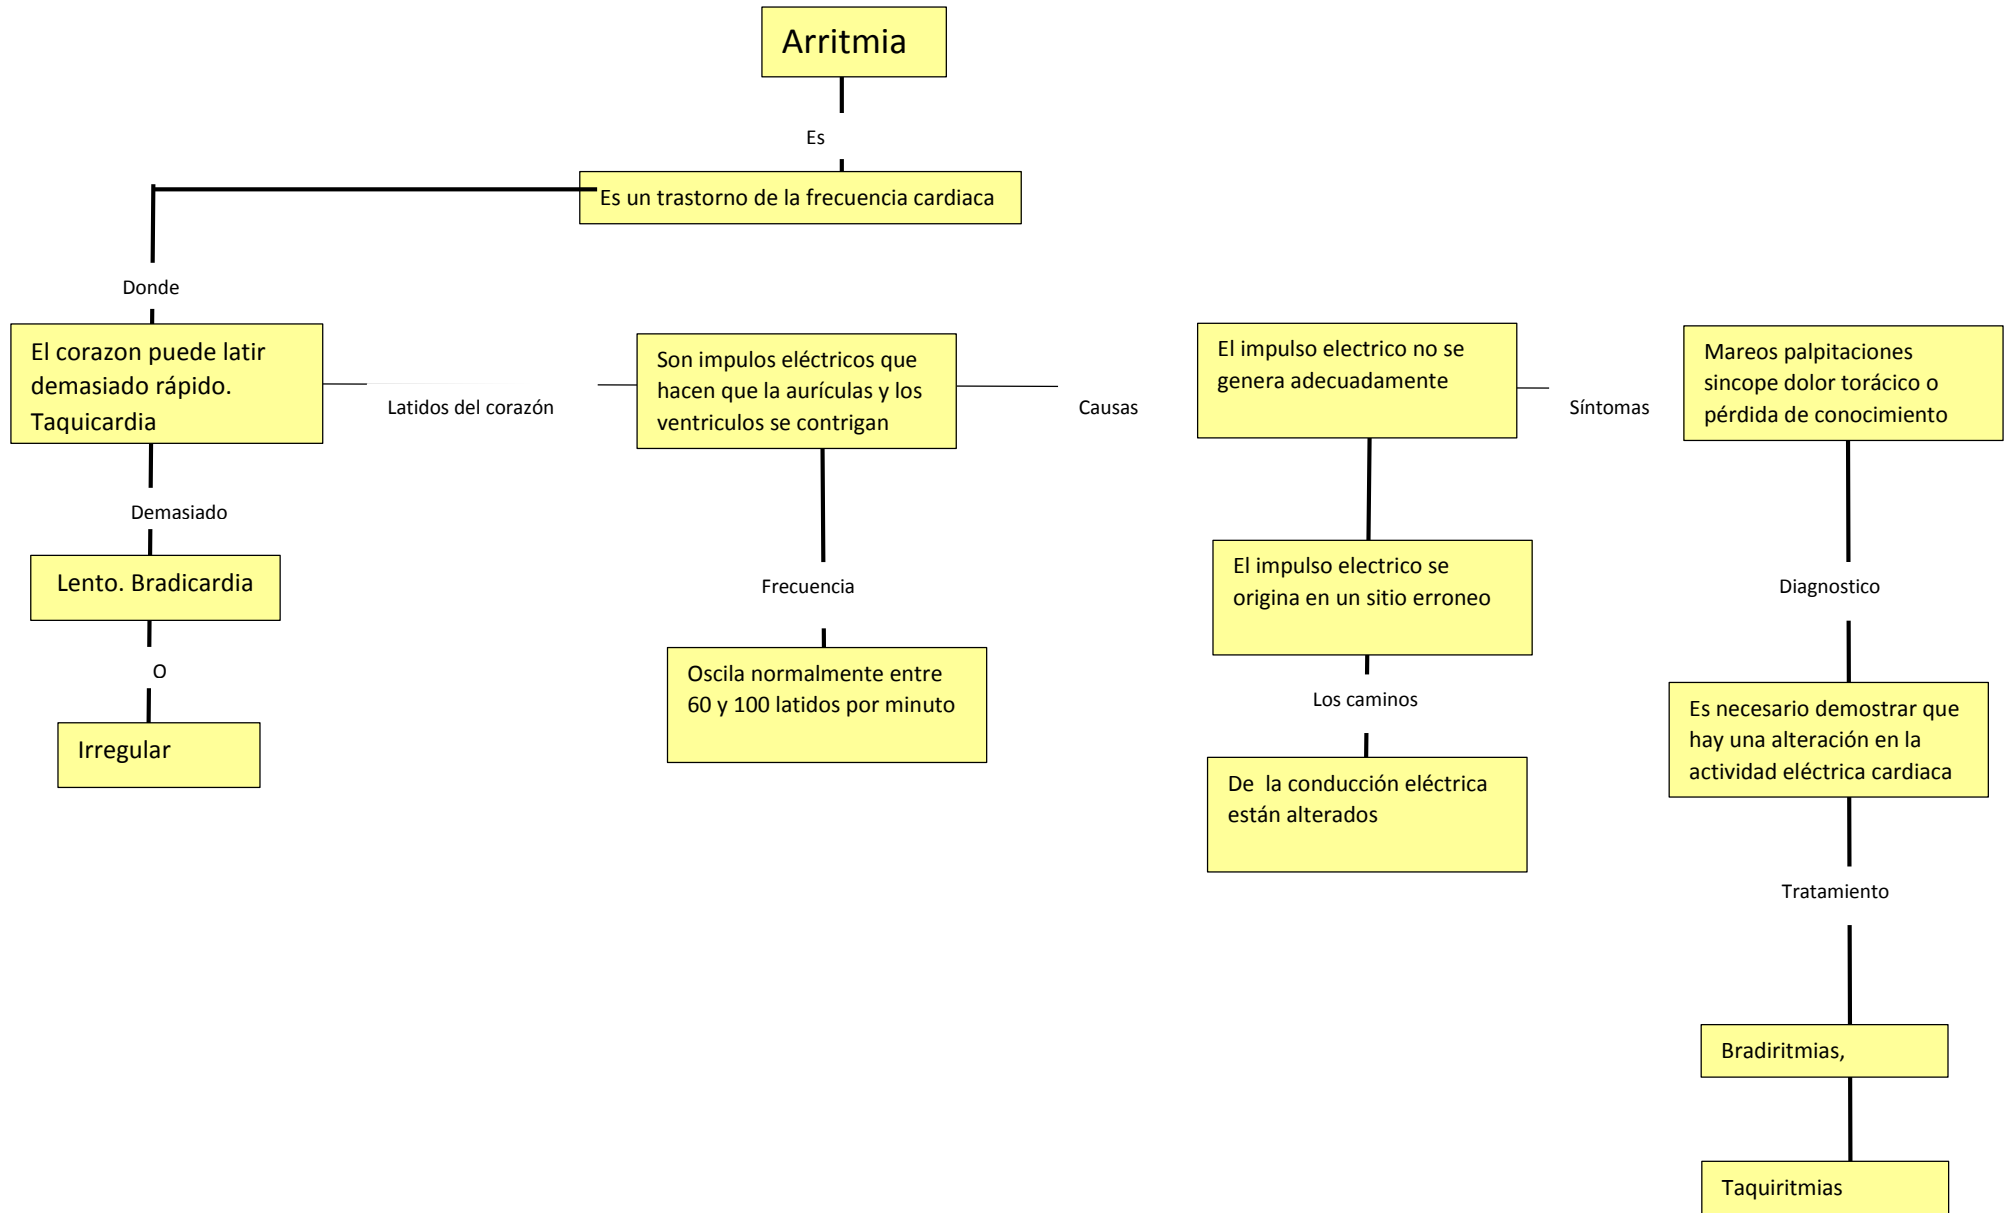 Arritmia
Es
Es un trastorno de la frecuencia cardiaca
Donde
El corazon puede latir
demasiado rápido.
Taquicardia
Demasiado
Lento. Bradicardia
O
Irregular
Latidos del corazón
Son impulos eléctricos que
hacen que la aurículas y los
ventriculos se contrigan
Frecuencia
Oscila normalmente entre
60 y 100 latidos por minuto
Causas
El impulso electrico no se
genera adecuadamente
El impulso electrico se
origina en un sitio erroneo
Los caminos
De  la conducción eléctrica
están alterados
Síntomas
Mareos palpitaciones
sincope dolor torácico o
pérdida de conocimiento
Diagnostico
Es necesario demostrar que
hay una alteración en la
actividad eléctrica cardiaca
Tratamiento
Bradiritmias,
Taquiritmias